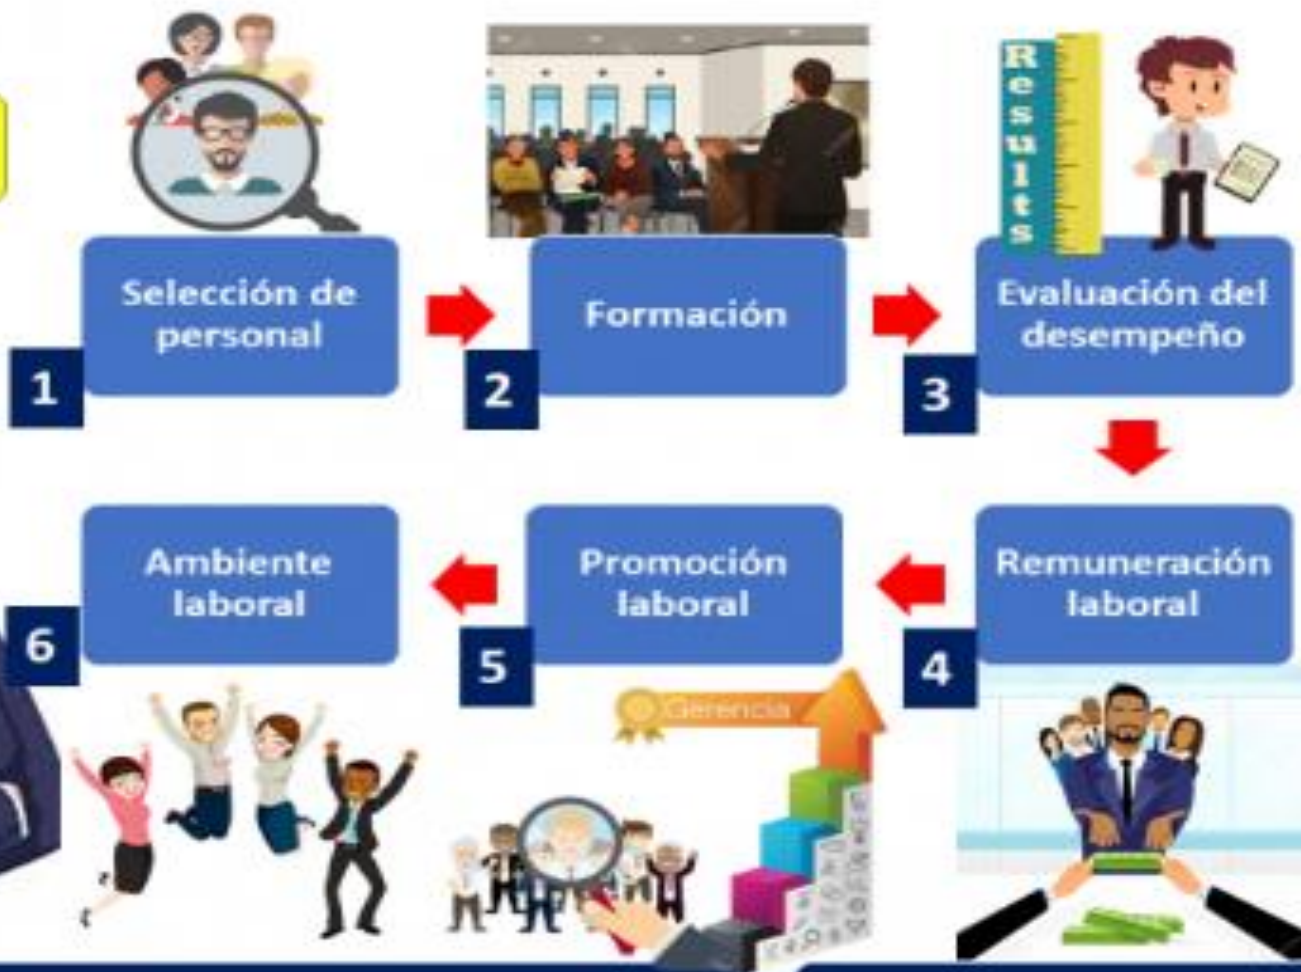 Results
Selección de
personal
1
Formación
2
Evaluación del
desempeño
3
Remuneración
laboral
4
Promoción
laboral
5
Gerencia
Ambiente
laboral
6